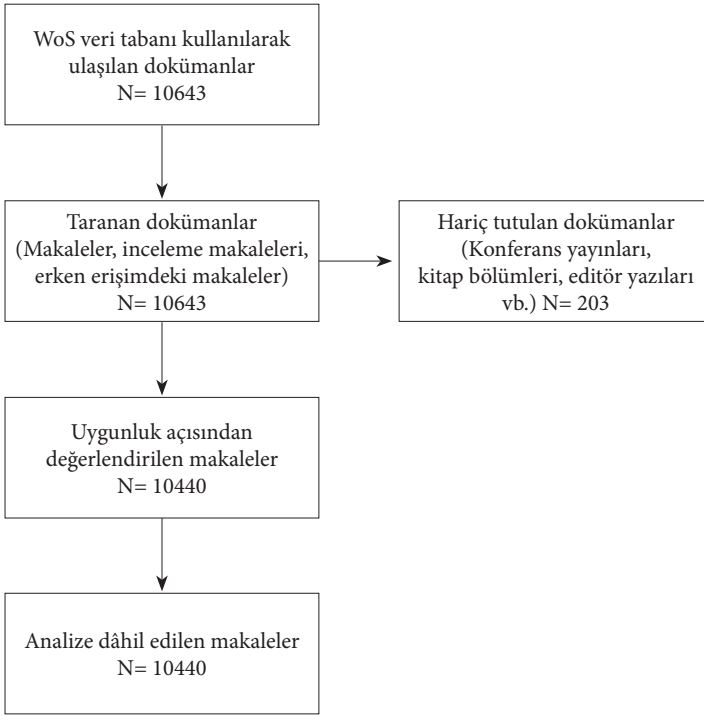 WoS veri tabanı kullanılarak
ulaşılan dokümanlar
N= 10643
Taranan dokümanlar
(Makaleler, inceleme makaleleri,
erken erişimdeki makaleler)
N= 10643
Hariç tutulan dokümanlar
(Konferans yayınları,
kitap bölümleri, editör yazıları
vb.) N= 203
Uygunluk açısından
değerlendirilen makaleler
N= 10440
Analize dâhil edilen makaleler
N= 10440